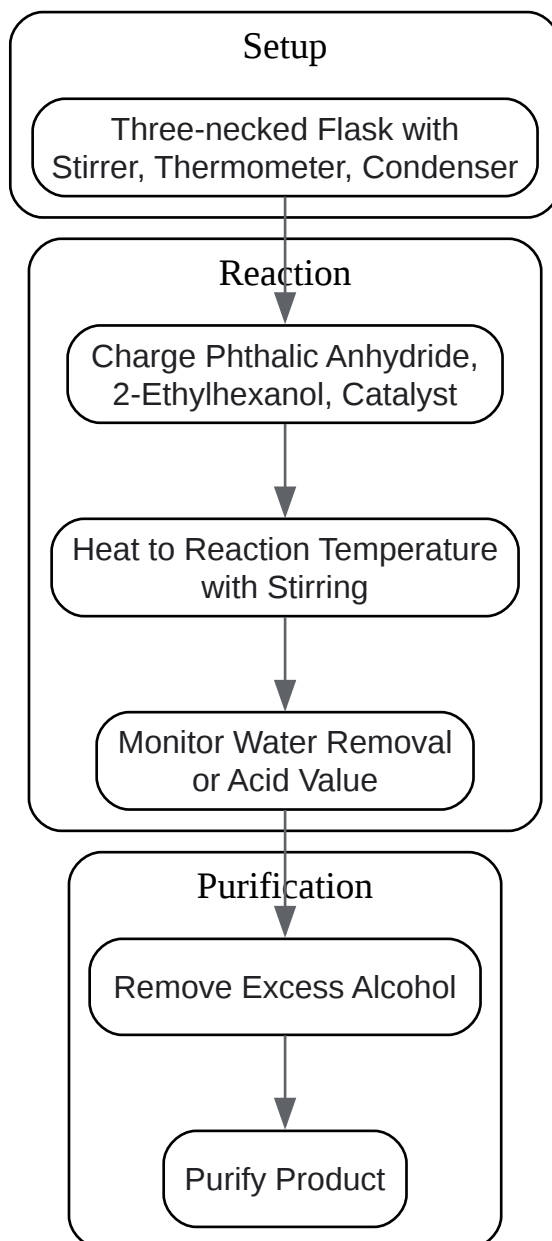 Setup
Three-necked Flask with
Stirrer, Thermometer, Condenser
Reaction
Charge Phthalic Anhydride,
2-Ethylhexanol, Catalyst
Heat to Reaction Temperature
with Stirring
Monitor Water Removal
or Acid Value
Purification
Remove Excess Alcohol
Purify Product